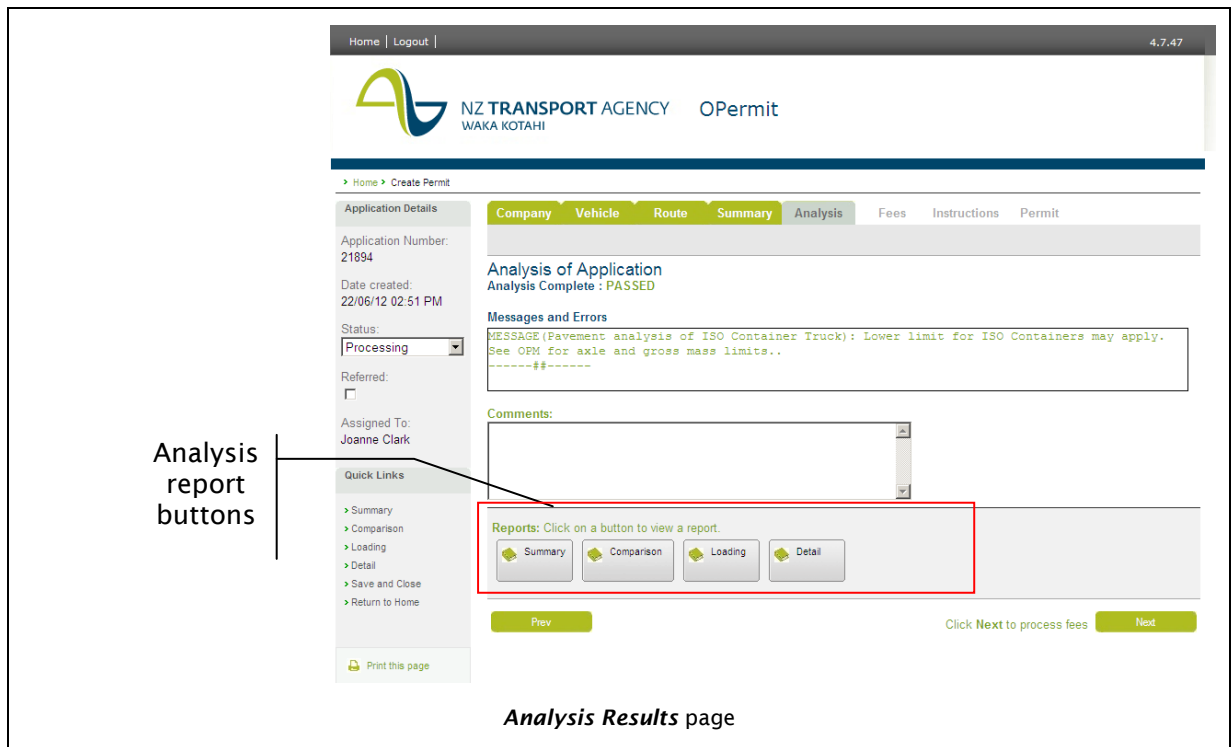 Home | Logout |
4.7.47
NZ TRANSPORT AGENCY
WAKA KOTAHI
OPermit
> Home > Create Permit
Application Details
Application Number:
21894
Date created:
22/06/12 02:51 PM
Status:
Processing
Referred:
Assigned To:
Joanne Clark
Quick Links
> Summary
> Comparison
> Loading
> Detail
> Save and Close
> Return to Home
Print this page
Company Vehicle Route Summary Analysis Fees Instructions Permit
Analysis of Application
Analysis Complete : PASSED
Messages and Errors
MESSAGE(Pavement analysis of ISO Container Truck): Lower limit for ISO Containers may apply.
See OPM for axle and gross mass limits..
------##------
Comments:
Reports: Click on a button to view a report.
Summary Comparison Loading Detail
Prev
Click Next to process fees
Next
Analysis
report
buttons
Analysis Results page